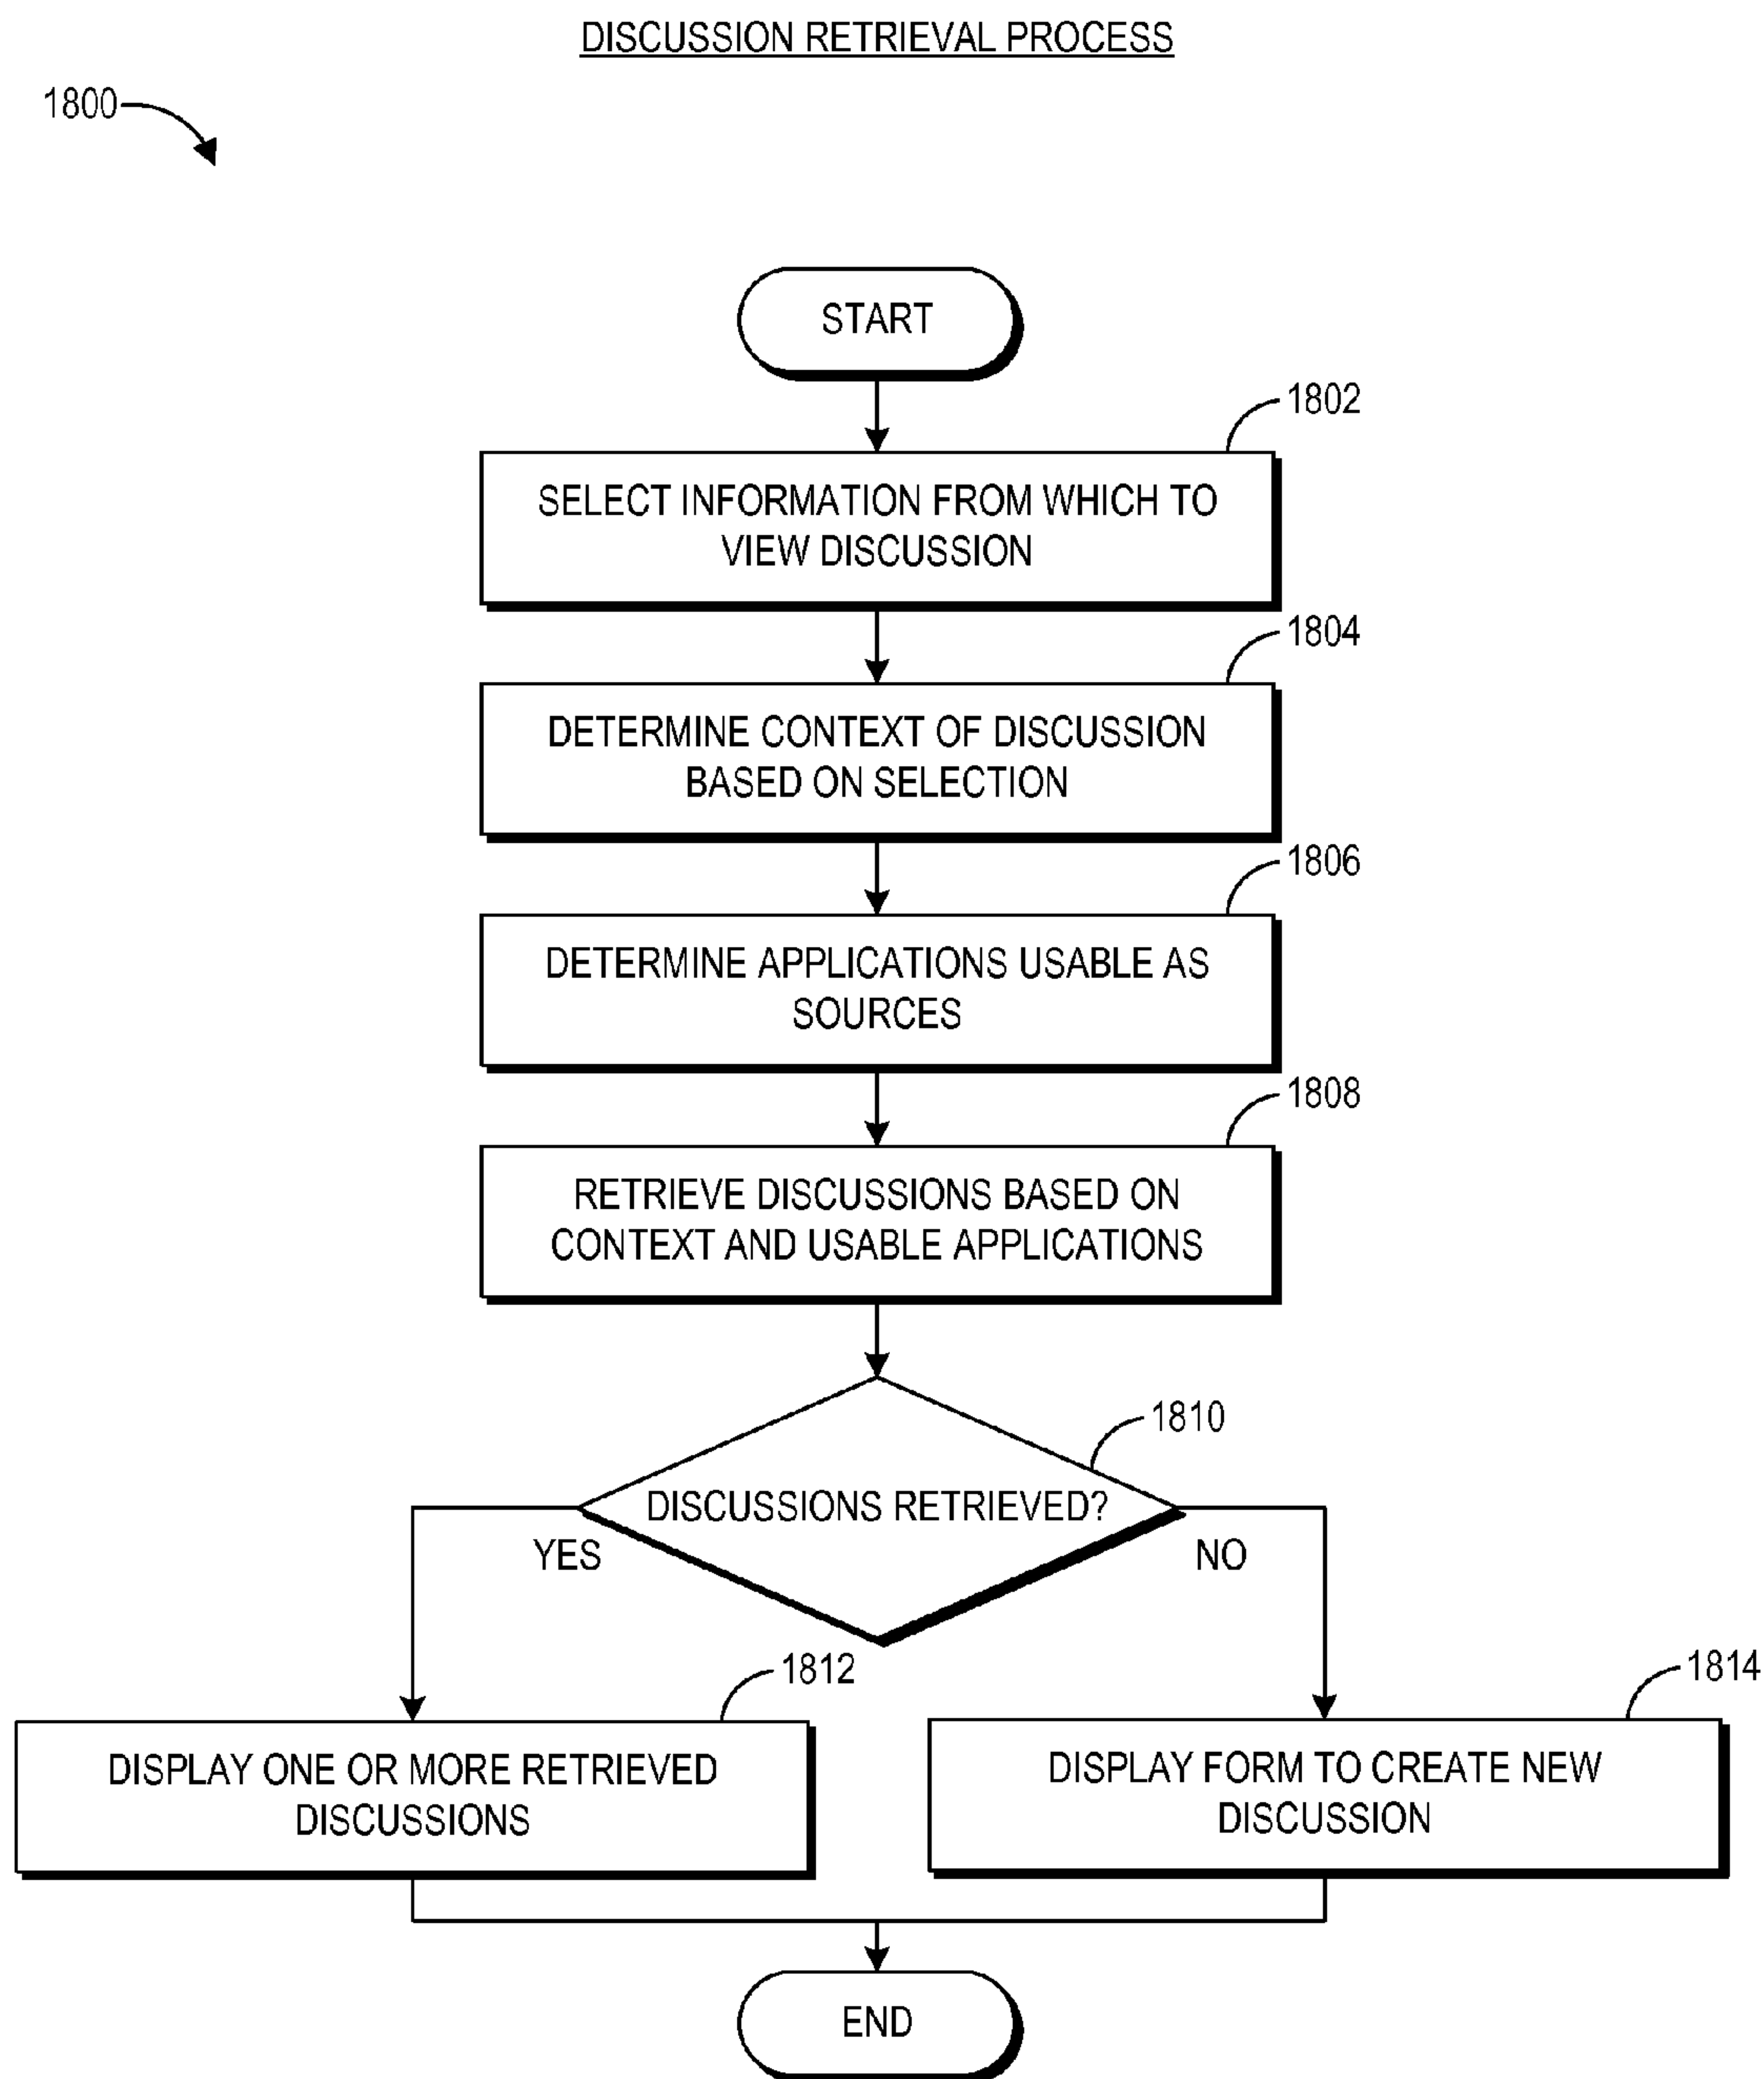 DISCUSSION RETRIEVAL PROCESS
1800
START
1802
SELECT INFORMATION FROM WHICH TO
VIEW DISCUSSION
1804
DETERMINE CONTEXT OF DISCUSSION
BASED ON SELECTION
1806
DETERMINE APPLICATIONS USABLE AS
SOURCES
1808
RETRIEVE DISCUSSIONS BASED ON
CONTEXT AND USABLE APPLICATIONS
1810
DISCUSSIONS RETRIEVED?
YES
NO
1812
DISPLAY ONE OR MORE RETRIEVED
DISCUSSIONS
1814
DISPLAY FORM TO CREATE NEW
DISCUSSION
END